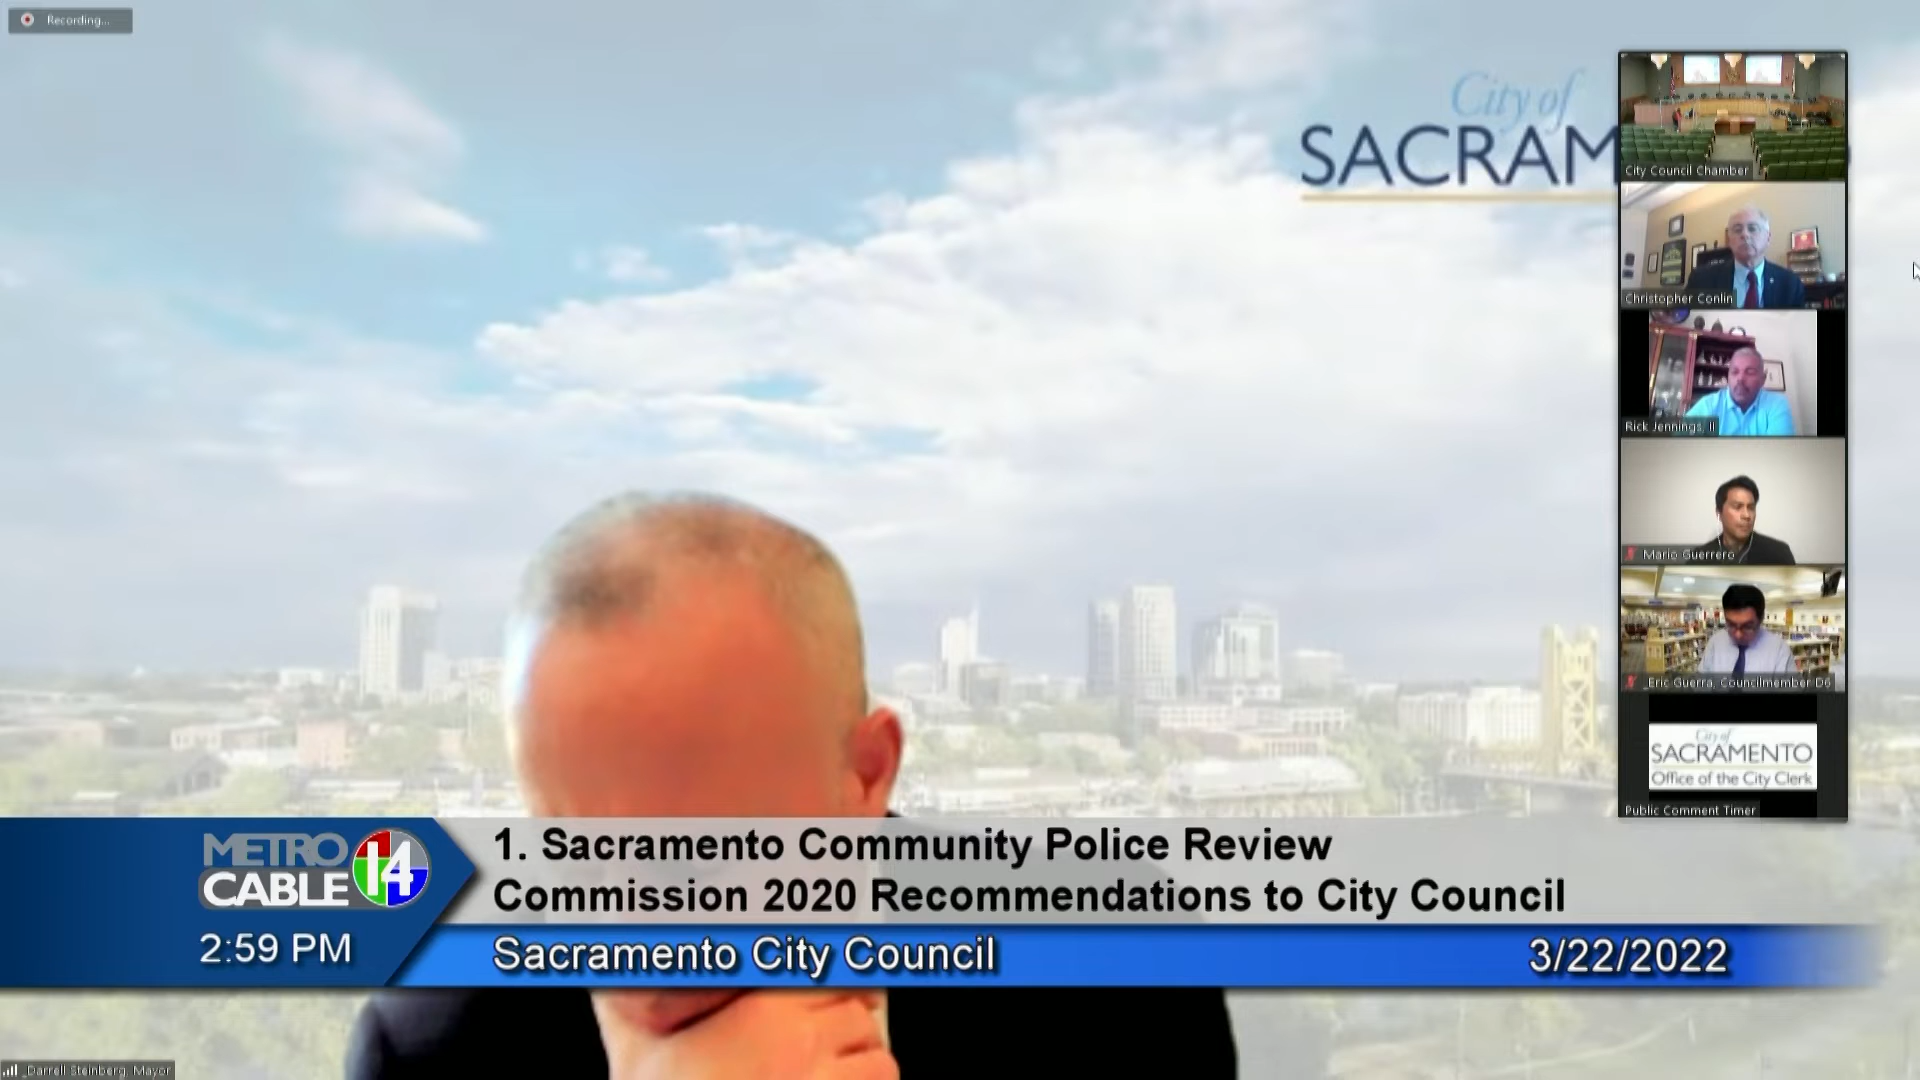 Recording...
City of
SACRAM
City Council Chamber
Christopher Conlin
Rick Jennings, II
Mario Guerrero
Eric Guerra, Councilmember D6
City of
SACRAMENTO
Office of the City Clerk
Public Comment Timer
METRO
CABLE 14
2:59 PM
1. Sacramento Community Police Review
Commission 2020 Recommendations to City Council
Sacramento City Council
3/22/2022
Darrell Steinberg, Mayor